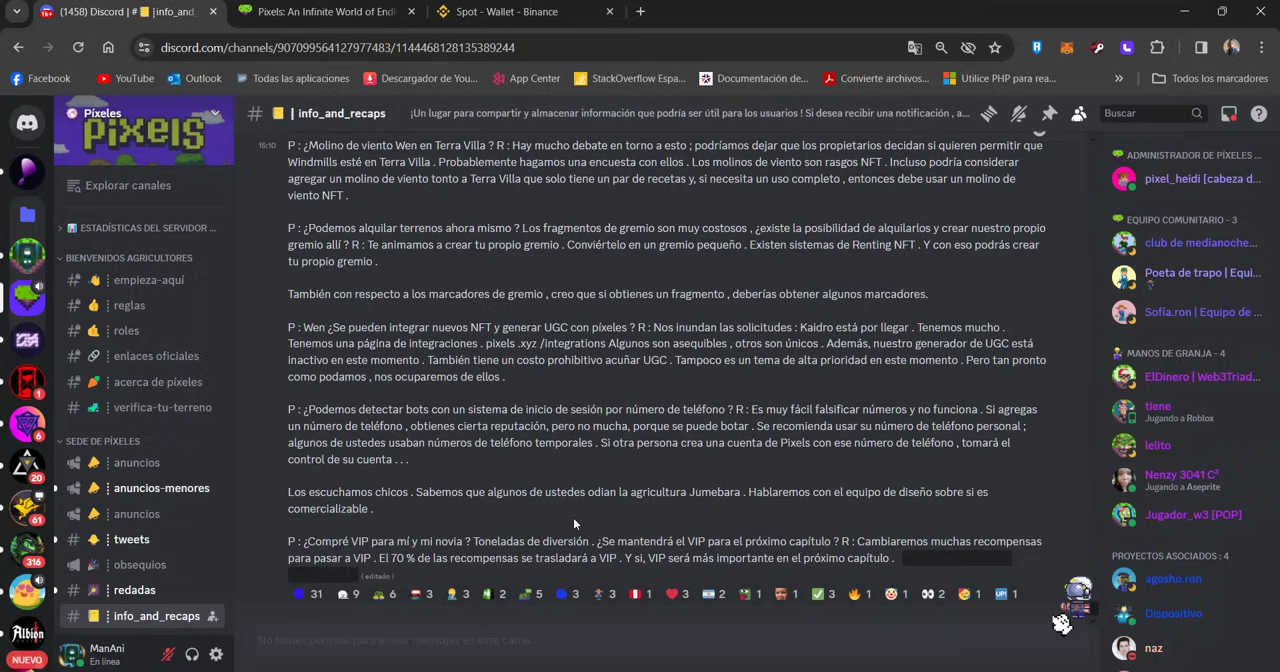 (1458) Discord | # 📒 | info_and_
Pixels: An Infinite World of End
Spot - Wallet - Binance
discord.com/channels/907099564127977483/1144468128135389244
Facebook
YouTube
Outlook
Todas las aplicaciones
Descargador de You...
App Center
StackOverflow Espa...
Documentación de...
Convierte archivos...
Utilice PHP para rea...
Todos los marcadores
Píxeles
pixels
Explorar canales
ESTADÍSTICAS DEL SERVIDOR ...
BIENVENIDOS AGRICULTORES
empieza-aquí
reglas
roles
enlaces oficiales
acerca de píxeles
verifica-tu-terreno
SEDE DE PÍXELES
anuncios
anuncios-menores
anuncios
tweets
obsequios
redadas
info_and_recaps
1
6
20
61
316
Albion
NUEVO
ManAni
En línea
# 📒 | info_and_recaps
¡Un lugar para compartir y almacenar información que podría ser útil para los usuarios ! Si desea recibir una notificación , a...
Buscar
15:10
P : ¿Molino de viento Wen en Terra Villa ? R : Hay mucho debate en torno a esto ; podríamos dejar que los propietarios decidan si quieren permitir que
Windmills esté en Terra Villa . Probablemente hagamos una encuesta con ellos . Los molinos de viento son rasgos NFT . Incluso podría considerar
agregar un molino de viento tonto a Terra Villa que solo tiene un par de recetas y, si necesita un uso completo , entonces debe usar un molino de
viento NFT .
P : ¿Podemos alquilar terrenos ahora mismo ? Los fragmentos de gremio son muy costosos , ¿existe la posibilidad de alquilarlos y crear nuestro propio
gremio allí ? R : Te animamos a crear tu propio gremio . Conviértelo en un gremio pequeño . Existen sistemas de Renting NFT . Y con eso podrás crear
tu propio gremio .
También con respecto a los marcadores de gremio , creo que si obtienes un fragmento , deberías obtener algunos marcadores.
P : Wen ¿Se pueden integrar nuevos NFT y generar UGC con píxeles ? R : Nos inundan las solicitudes : Kaidro está por llegar . Tenemos mucho .
Tenemos una página de integraciones . pixels .xyz /integrations Algunos son asequibles , otros son únicos . Además, nuestro generador de UGC está
inactivo en este momento . También tiene un costo prohibitivo acuñar UGC . Tampoco es un tema de alta prioridad en este momento . Pero tan pronto
como podamos , nos ocuparemos de ellos .
P : ¿Podemos detectar bots con un sistema de inicio de sesión por número de teléfono ? R : Es muy fácil falsificar números y no funciona . Si agregas
un número de teléfono , obtienes cierta reputación, pero no mucha, porque se puede botar . Se recomienda usar su número de teléfono personal ;
algunos de ustedes usaban números de teléfono temporales . Si otra persona crea una cuenta de Pixels con ese número de teléfono , tomará el
control de su cuenta . . .
Los escuchamos chicos . Sabemos que algunos de ustedes odian la agricultura Jumebara . Hablaremos con el equipo de diseño sobre si es
comercializable .
P : ¿Compré VIP para mí y mi novia ? Toneladas de diversión . ¿Se mantendrá el VIP para el próximo capítulo ? R : Cambiaremos muchas recompensas
para pasar a VIP . El 70 % de las recompensas se trasladará a VIP . Y si, VIP será más importante en el próximo capítulo .
( editado )
31 9 6 3 3 2 5 3 3 1 3 2 1 1 3 1 1 2 1 UP! 1
ADMINISTRADOR DE PÍXELES ...
pixel_heidi [cabeza d...
EQUIPO COMUNITARIO - 3
club de medianoche...
Poeta de trapo | Equi...
Sofía.ron | Equipo de ...
MANOS DE GRANJA - 4
ElDinero | Web3Triad...
tiene
Jugando a Roblox
lelito
Nenzy 3041 C³
Jugando a Aseprite
Jugador_w3 [POP]
PROYECTOS ASOCIADOS : 4
agosho.ron
Dispositivo
naz